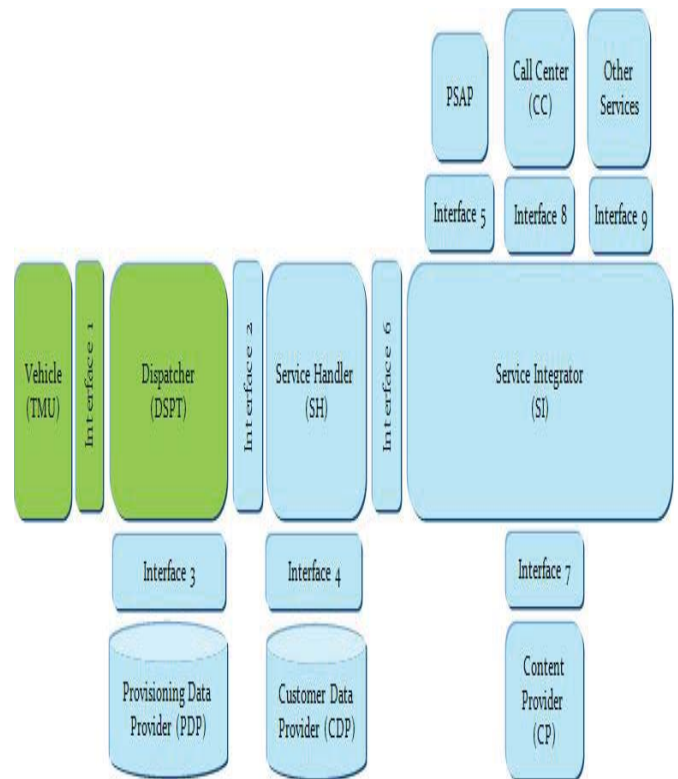 PSAP
Call Center
(CC)
Other
Services
Interface 5
Interface 8
Interface 9
Vehicle
(TMU)
Interface 1
Dispatcher
(DSPT)
Interface 2
Service Handler
(SH)
Interface 6
Service Integrator
(SI)
Interface 3
Interface 4
Interface 7
Provisioning Data
Provider (PDP)
Customer Data
Provider (CDP)
Content
Provider
(CP)